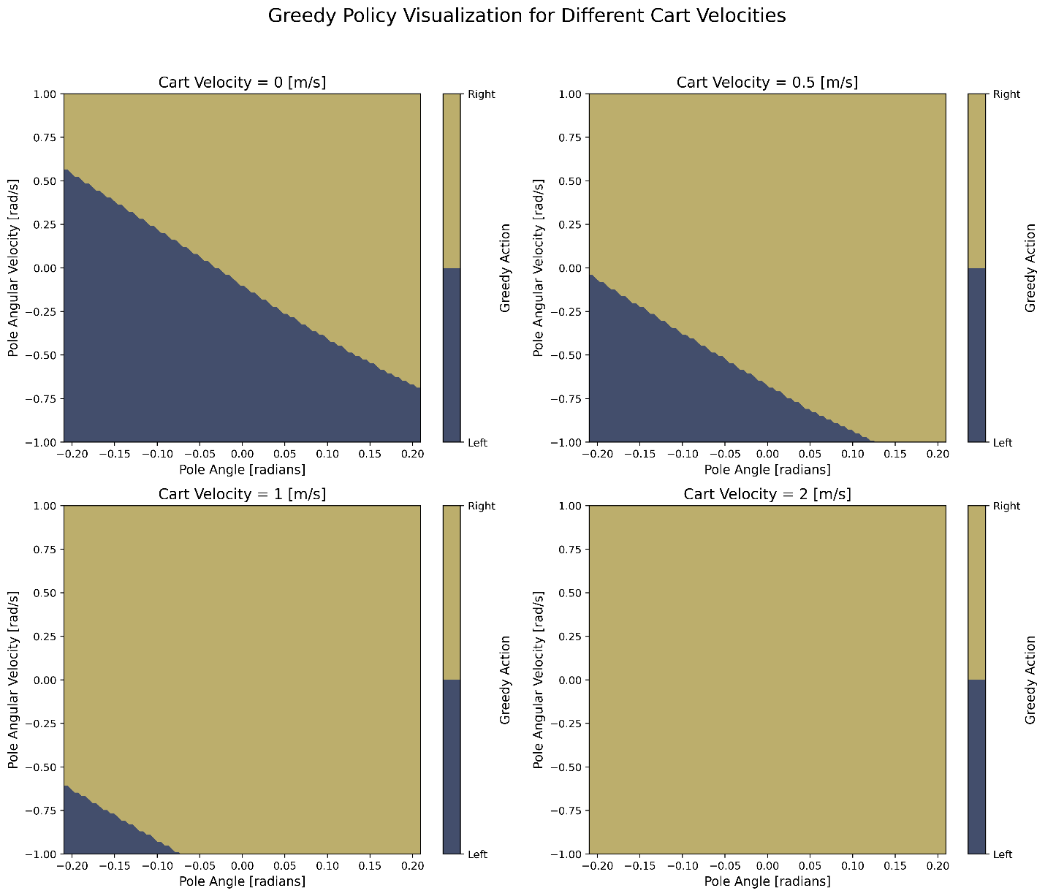 Greedy Policy Visualization for Different Cart Velocities
Cart Velocity = 0 [m/s]
1.00
0.75
0.50
0.25
0.00
−0.25
−0.50
−0.75
−1.00
Pole Angular Velocity [rad/s]
−0.20 −0.15 −0.10 −0.05 0.00 0.05 0.10 0.15 0.20
Pole Angle [radians]
Right
Left
Greedy Action
Cart Velocity = 0.5 [m/s]
1.00
0.75
0.50
0.25
0.00
−0.25
−0.50
−0.75
−1.00
Pole Angular Velocity [rad/s]
−0.20 −0.15 −0.10 −0.05 0.00 0.05 0.10 0.15 0.20
Pole Angle [radians]
Right
Left
Greedy Action
Cart Velocity = 1 [m/s]
1.00
0.75
0.50
0.25
0.00
−0.25
−0.50
−0.75
−1.00
Pole Angular Velocity [rad/s]
−0.20 −0.15 −0.10 −0.05 0.00 0.05 0.10 0.15 0.20
Pole Angle [radians]
Right
Left
Greedy Action
Cart Velocity = 2 [m/s]
1.00
0.75
0.50
0.25
0.00
−0.25
−0.50
−0.75
−1.00
Pole Angular Velocity [rad/s]
−0.20 −0.15 −0.10 −0.05 0.00 0.05 0.10 0.15 0.20
Pole Angle [radians]
Right
Left
Greedy Action